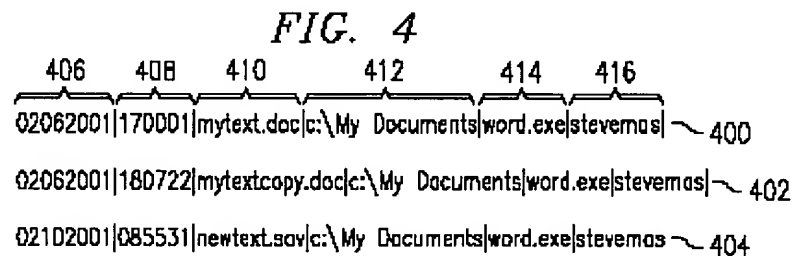 FIG. 4
406 408 410 412 414 416
02062001|170001|mytext.doc|c:\My Documents|word.exe|stevemas| 400
02062001|180722|mytextcopy.doc|c:\My Documents|word.exe|stevemas| 402
02102001|085531|newtext.sav|c:\My Documents|word.exe|stevemas 404